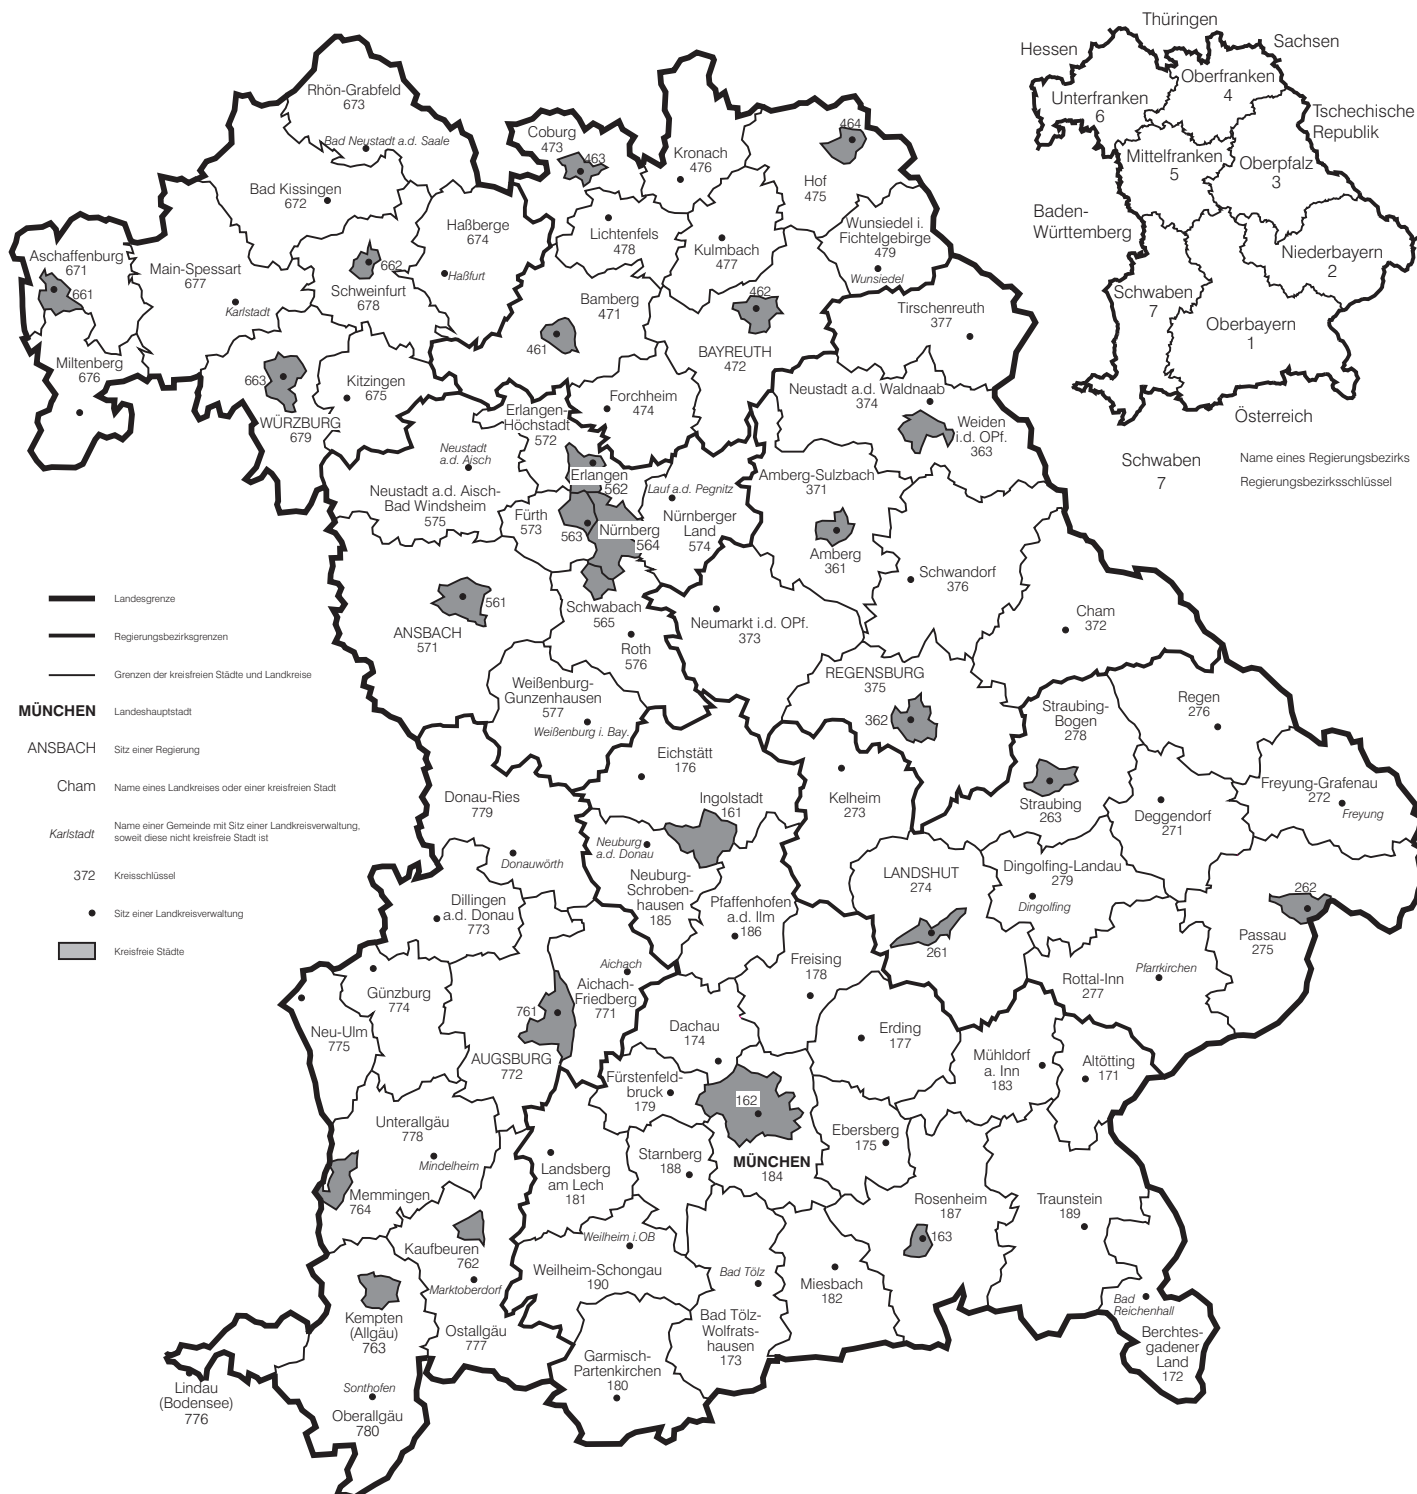 Thüringen
Sachsen
Hessen
Oberfranken
4
Unterfranken
6
Tschechische
Republik
Mittelfranken
5
Oberpfalz
3
Baden-
Württemberg
Niederbayern
2
Schwaben
7
Oberbayern
1
Österreich
Schwaben
7
Name eines Regierungsbezirks
Regierungsbezirksschlüssel
Rhön-Grabfeld
673
Bad Neustadt a.d. Saale
Coburg
473
463
Kronach
476
464
Hof
475
Bad Kissingen
672
Haßberge
674
Haßfurt
Lichtenfels
478
Kulmbach
477
Wunsiedel i.
Fichtelgebirge
479
Wunsiedel
Aschaffenburg
671
661
Main-Spessart
677
Karlstadt
662
Schweinfurt
678
Bamberg
471
461
462
BAYREUTH
472
Tirschenreuth
377
Miltenberg
676
663
WÜRZBURG
679
Kitzingen
675
Forchheim
474
Neustadt a.d. Waldnaab
374
Weiden
i.d. OPf.
363
Erlangen-
Höchstadt
572
Neustadt
a.d. Aisch
Neustadt a.d. Aisch-
Bad Windsheim
575
Erlangen
562
Lauf a.d. Pegnitz
Nürnberger
Land
574
Fürth
573
563
Nürnberg
564
Amberg-Sulzbach
371
Amberg
361
Schwandorf
376
Cham
372
561
ANSBACH
571
Schwabach
565
Roth
576
Neumarkt i.d. OPf.
373
REGENSBURG
375
362
Weißenburg-
Gunzenhausen
577
Weißenburg i. Bay.
Straubing-
Bogen
278
Straubing
263
Regen
276
Landesgrenze
Regierungsbezirksgrenzen
Grenzen der kreisfreien Städte und Landkreise
MÜNCHEN
Landeshauptstadt
ANSBACH
Sitz einer Regierung
Cham
Name eines Landkreises oder einer kreisfreien Stadt
Karlstadt
Name einer Gemeinde mit Sitz einer Landkreisverwaltung,
soweit diese nicht kreisfreie Stadt ist
372
Kreisschlüssel
Sitz einer Landkreisverwaltung
Kreisfreie Städte
Eichstätt
176
Ingolstadt
161
Kelheim
273
Deggendorf
271
Freyung-Grafenau
272
Freyung
Donau-Ries
779
Donauwörth
Neuburg
a.d. Donau
Neuburg-
Schroben-
hausen
185
Pfaffenhofen
a.d. Ilm
186
LANDSHUT
274
261
Dingolfing-Landau
279
Dingolfing
262
Passau
275
Dillingen
a.d. Donau
773
Aichach
Aichach-
Friedberg
771
Freising
178
Rottal-Inn
277
Pfarrkirchen
Günzburg
774
Neu-Ulm
775
761
AUGSBURG
772
Dachau
174
Erding
177
Mühldorf
a. Inn
183
Altötting
171
Fürstenfeld-
bruck
179
162
MÜNCHEN
184
Ebersberg
175
Unterallgäu
778
Mindelheim
Memmingen
764
Landsberg
am Lech
181
Starnberg
188
Rosenheim
187
163
Traunstein
189
Kaufbeuren
762
Marktoberdorf
Ostallgäu
777
Weilheim i.OB
Weilheim-Schongau
190
Bad Tölz
Bad Tölz-
Wolfrats-
hausen
173
Miesbach
182
Bad
Reichenhall
Berchtes-
gadener
Land
172
Kempten
(Allgäu)
763
Garmisch-
Partenkirchen
180
Lindau
(Bodensee)
776
Sonthofen
Oberallgäu
780